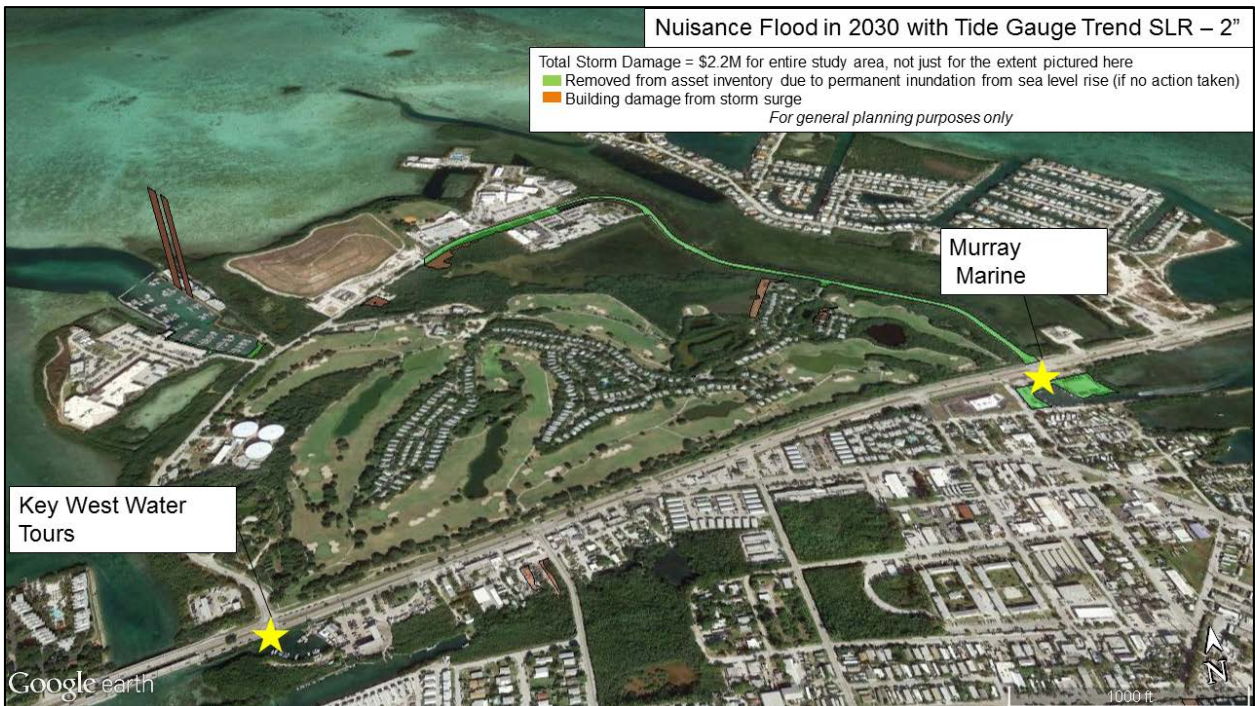 Nuisance Flood in 2030 with Tide Gauge Trend SLR – 2”
Total Storm Damage = $2.2M for entire study area, not just for the extent pictured here
Removed from asset inventory due to permanent inundation from sea level rise (if no action taken)
Building damage from storm surge
For general planning purposes only
Murray
Marine
Key West Water
Tours
Google earth
N
1000 ft